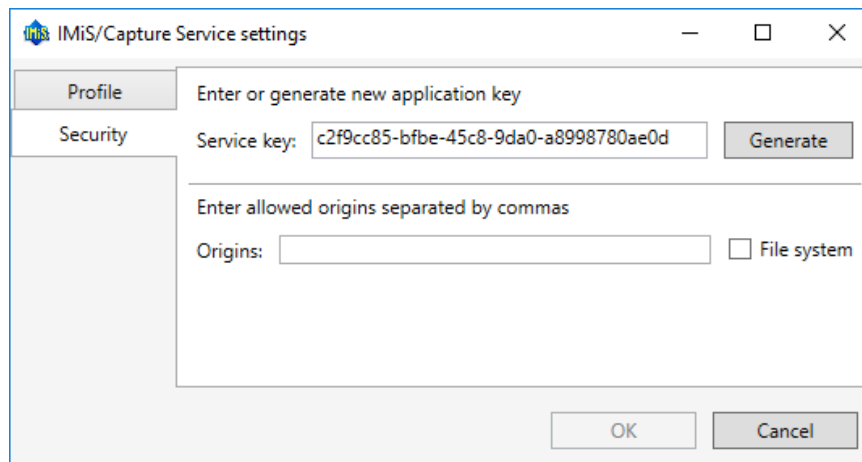 IMiS/Capture Service settings
Profile
Security
Enter or generate new application key
Service key: c2f9cc85-bfbe-45c8-9da0-a8998780ae0d Generate
Enter allowed origins separated by commas
Origins: File system
OK Cancel